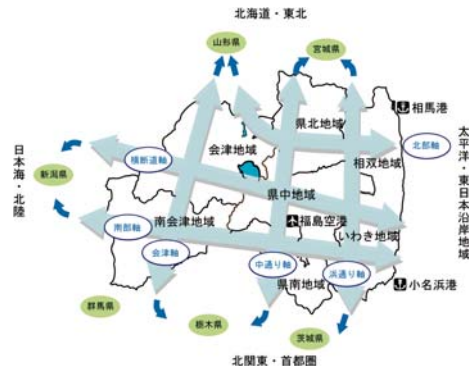 北海道・東北
山形県
宮城県
相馬港
県北地域
会津地域
北部軸
相双地域
横断道軸
日本海・北陸
太平洋・東日本沿岸地域
新潟県
県中地域
南会津地域
福島空港
南部軸
いわき地域
会津軸
中通り軸
浜通り軸
県南地域
小名浜港
群馬県
栃木県
茨城県
北関東・首都圏